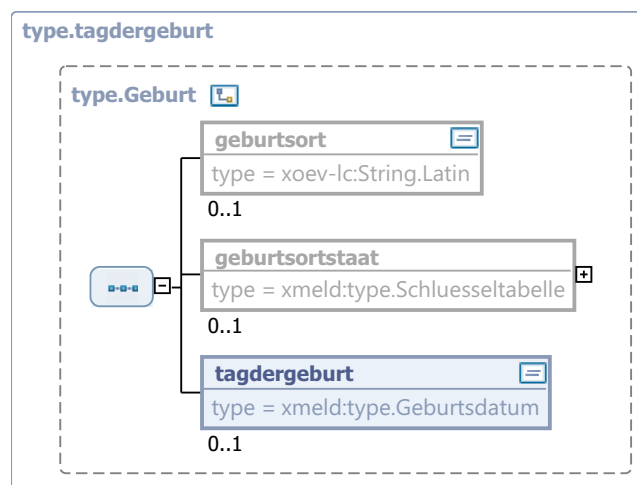 type.tagdergeburt
type.Geburt
geburtsort
type = xoev-lc:String.Latin
0..1
geburtsortstaat
type = xmeld:type.Schluesseltabelle
0..1
tagdergeburt
type = xmeld:type.Geburtsdatum
0..1